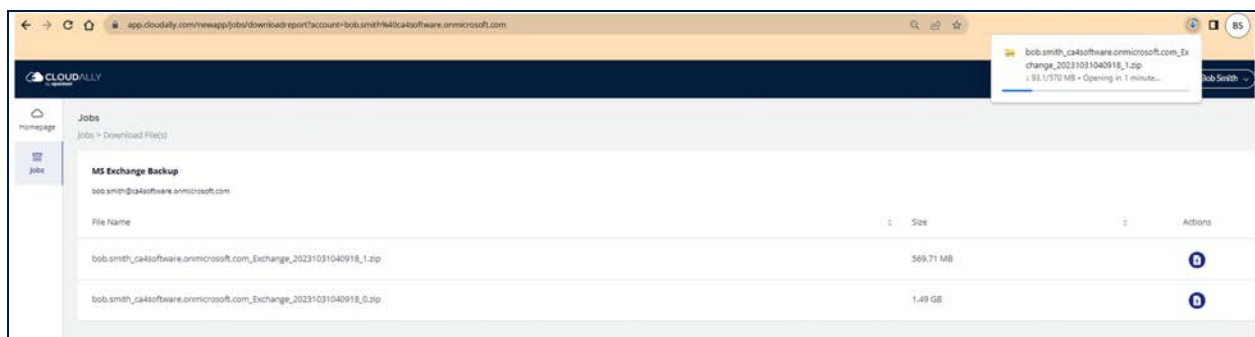 app.cloudally.com/newapp/jobs/downloadreport?account=bob.smith%40ca4software.onmicrosoft.com
BS
bob.smith_ca4software.onmicrosoft.com_Ex
change_20231031040918_1.zip
↓ 93.1/570 MB • Opening in 1 minute...
CLOUDALLY
by opentext
Bob Smith
Homepage
Jobs
Jobs
Jobs > Download File(s)
MS Exchange Backup
bob.smith@ca4software.onmicrosoft.com
File Name
Size
Actions
bob.smith_ca4software.onmicrosoft.com_Exchange_20231031040918_1.zip
569.71 MB
bob.smith_ca4software.onmicrosoft.com_Exchange_20231031040918_0.zip
1.49 GB